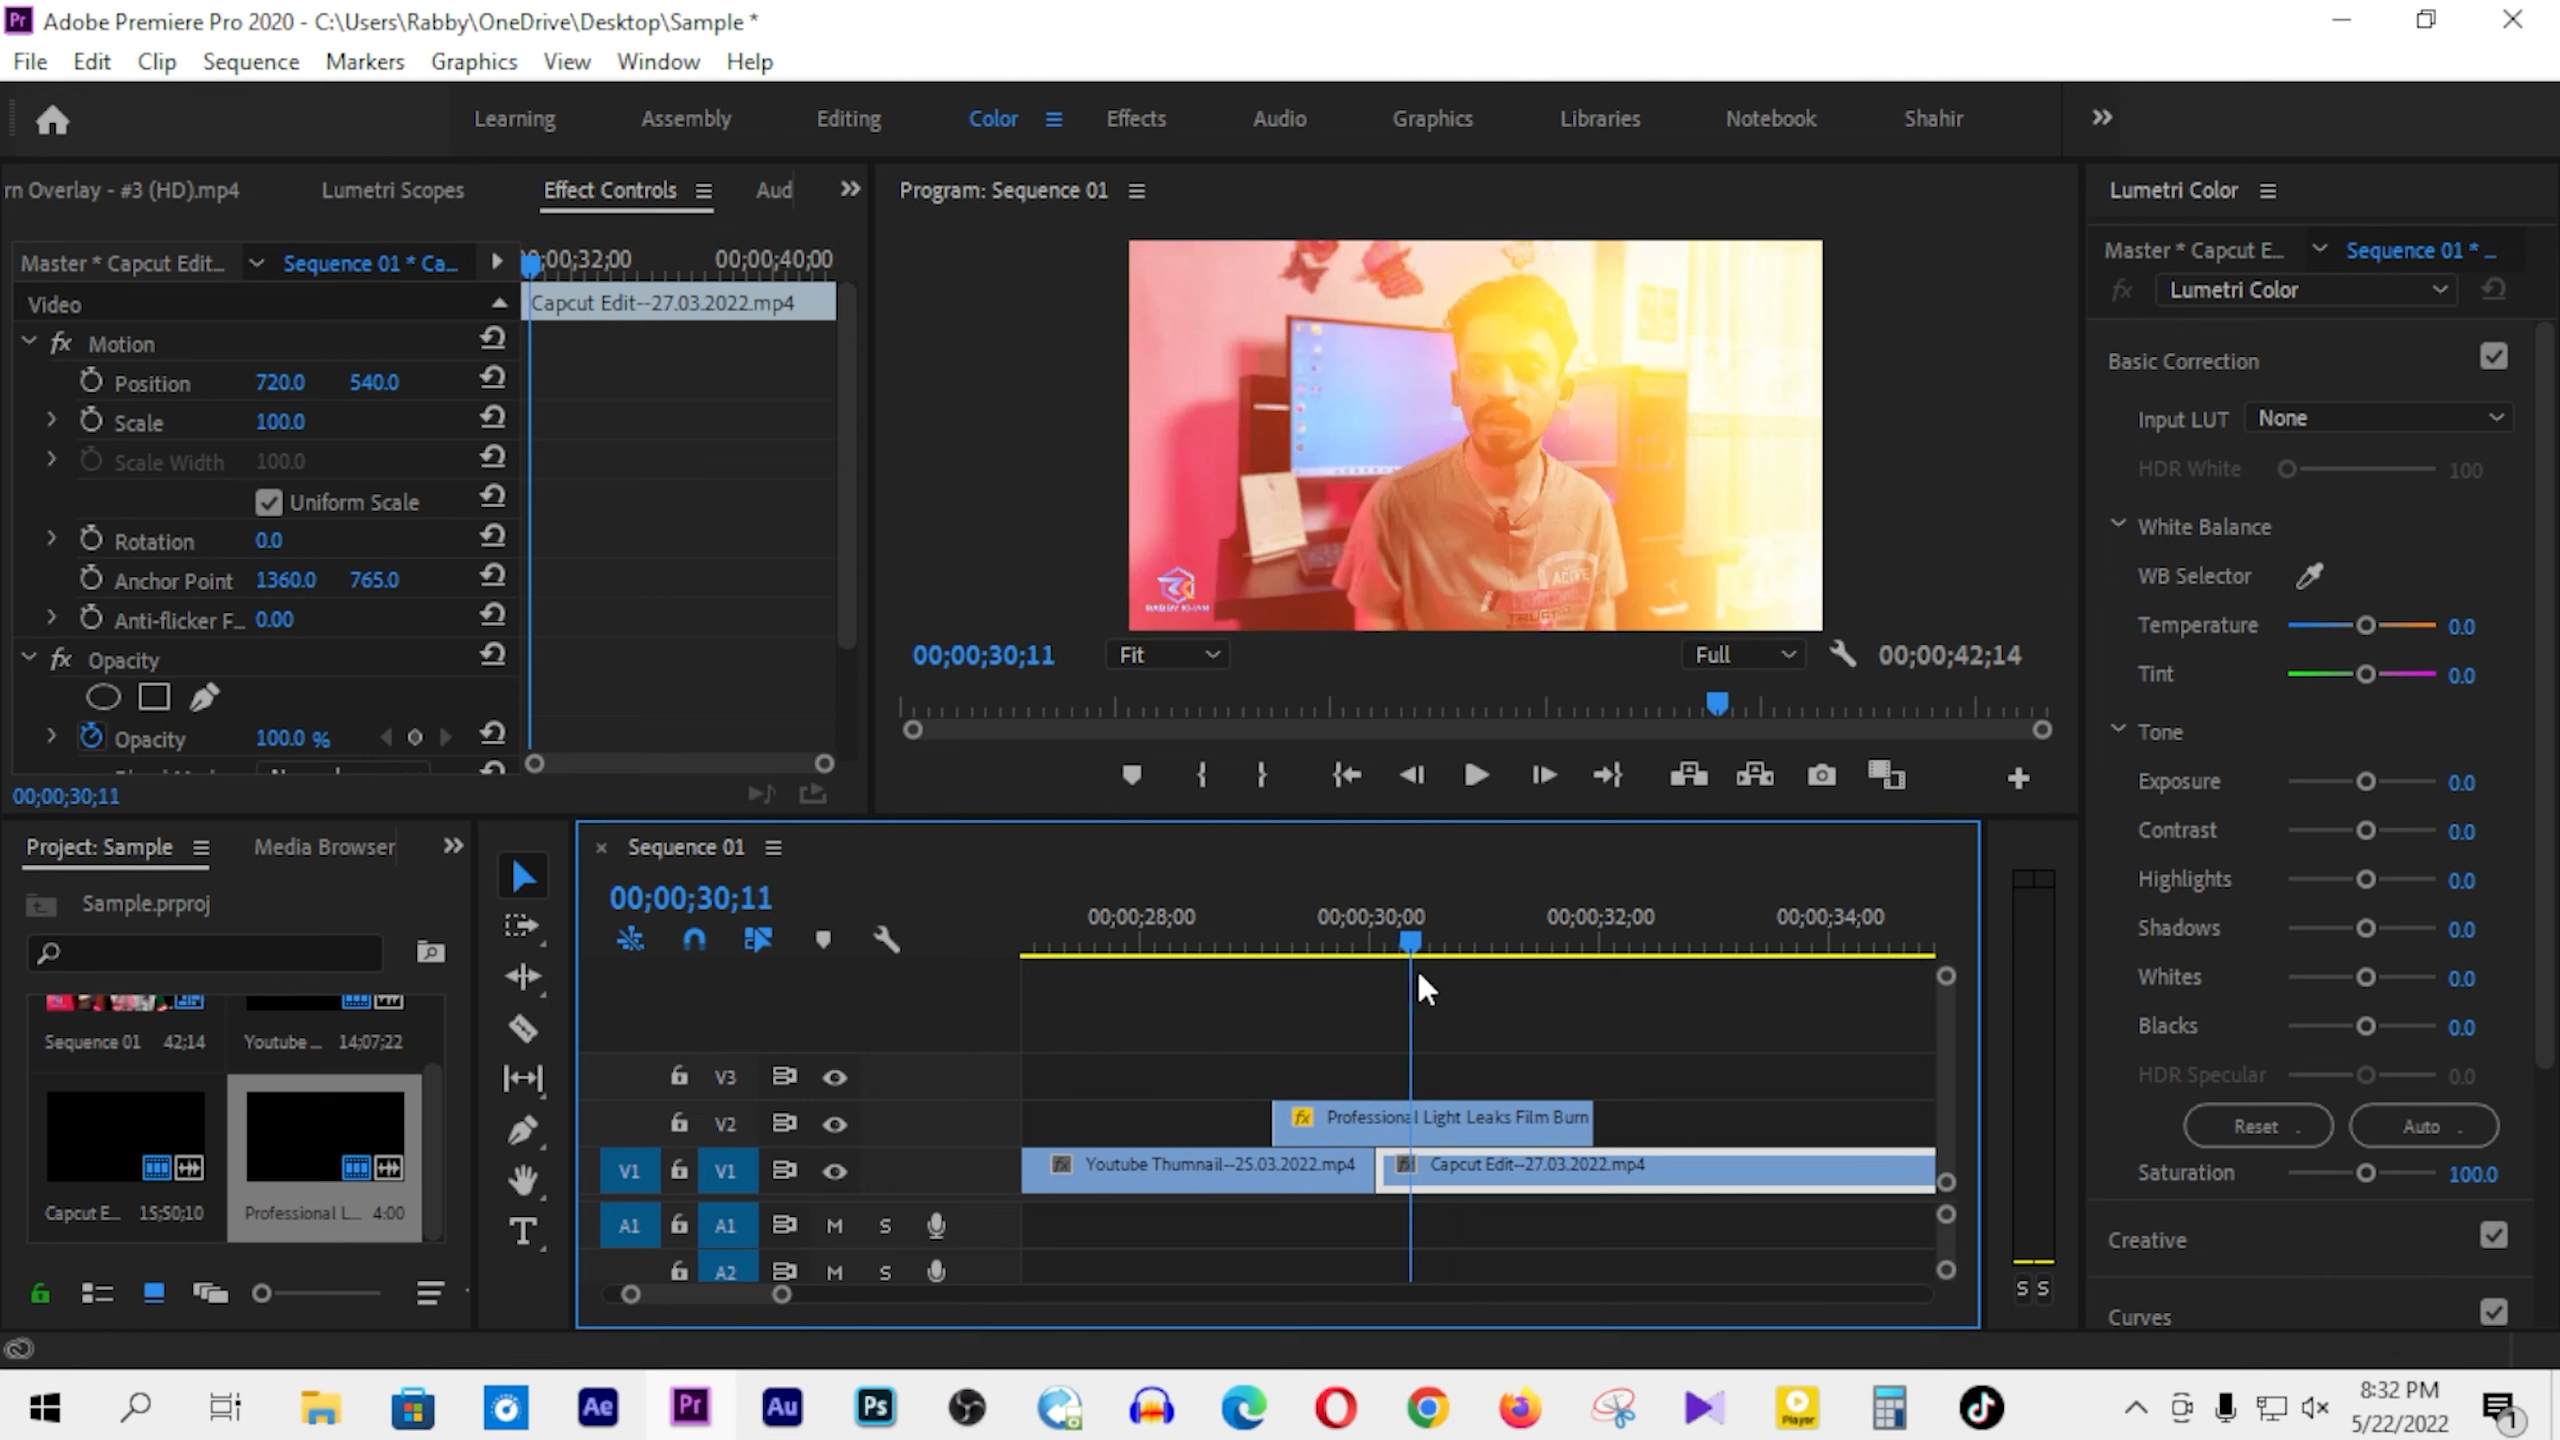 Adobe Premiere Pro 2020 - C:\Users\Rabby\OneDrive\Desktop\Sample *
File Edit Clip Sequence Markers Graphics View Window Help
Learning Assembly Editing Color Effects Audio Graphics Libraries Notebook Shahir
rn Overlay - #3 (HD).mp4 Lumetri Scopes Effect Controls Aud
Master * Capcut Edit... Sequence 01 * Ca...
;00;32;00 00;00;40;00
Video
Capcut Edit--27.03.2022.mp4
fx Motion
Position 720.0 540.0
Scale 100.0
Scale Width 100.0
Uniform Scale
Rotation 0.0
Anchor Point 1360.0 765.0
Anti-flicker F... 0.00
fx Opacity
Opacity 100.0 %
00;00;30;11
Program: Sequence 01
RABBY KHAN
ACTIVE
00;00;30;11 Fit Full 00;00;42;14
Lumetri Color
Master * Capcut E... Sequence 01 * ...
fx Lumetri Color
Basic Correction
Input LUT None
HDR White 100
White Balance
WB Selector
Temperature 0.0
Tint 0.0
Tone
Exposure 0.0
Contrast 0.0
Highlights 0.0
Shadows 0.0
Whites 0.0
Blacks 0.0
HDR Specular 0.0
Reset Auto
Saturation 100.0
Creative
Curves
Project: Sample Media Browser
Sample.prproj
Sequence 01 42;14 Youtube ... 14;07;22
Capcut E... 15;50;10 Professional L... 4:00
Sequence 01
00;00;30;11
00;00;28;00 00;00;30;00 00;00;32;00 00;00;34;00
V3
V2
fx Professional Light Leaks Film Burn
V1 V1
fx Youtube Thumnail--25.03.2022.mp4 fx Capcut Edit--27.03.2022.mp4
A1 A1 M S
A2 M S
S S
Ae Pr Au Ps Player
8:32 PM
5/22/2022
1